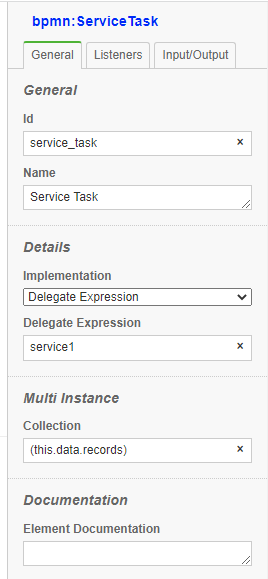 bpmn:ServiceTask
General Listeners Input/Output
General
Id
service_task ×
Name
Service Task
Details
Implementation
Delegate Expression
Delegate Expression
service1 ×
Multi Instance
Collection
(this.data.records) ×
Documentation
Element Documentation